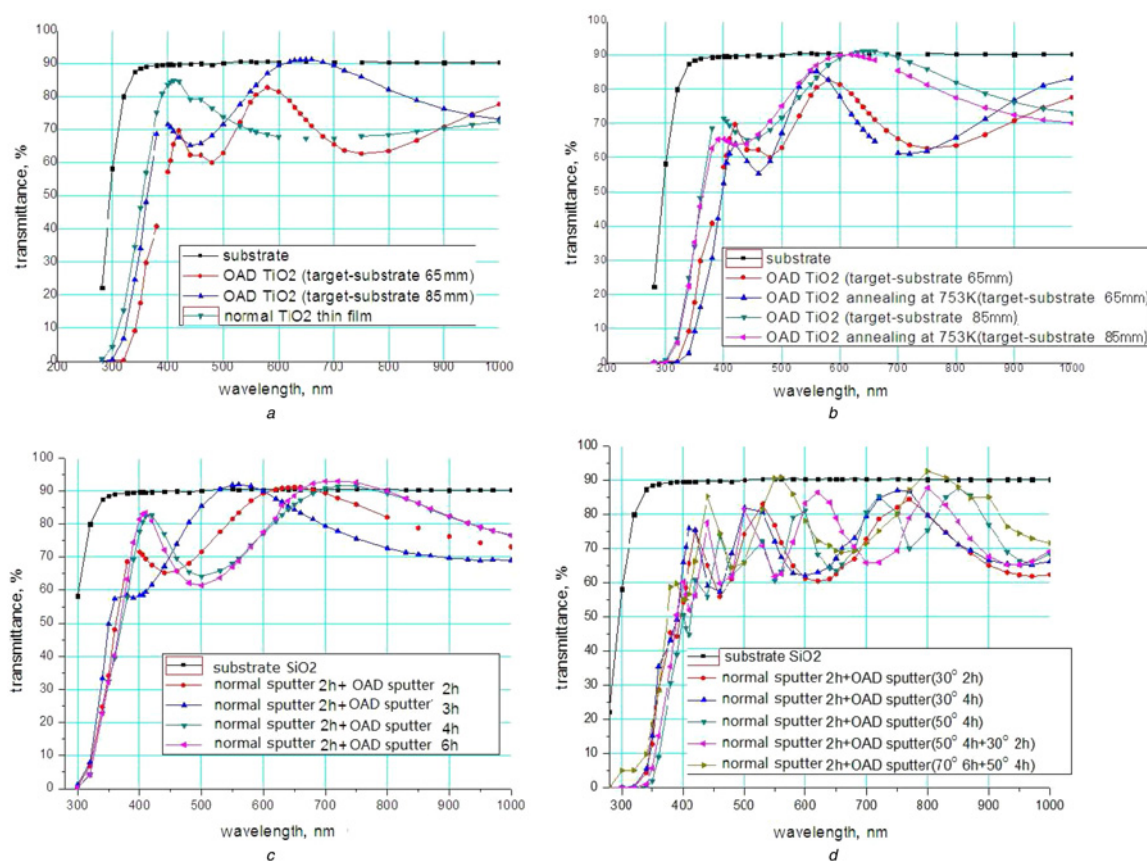 100
90
80
70
60
50
40
30
20
10
0
transmittance, %
substrate
OAD TiO2 (target-substrate 65mm)
OAD TiO2 (target-substrate 85mm)
normal TiO2 thin film
200 300 400 500 600 700 800 900 1000
wavelength, nm
a
100
90
80
70
60
50
40
30
20
10
0
transmittance, %
substrate
OAD TiO2 (target-substrate 65mm)
OAD TiO2 annealing at 753K(target-substrate 65mm)
OAD TiO2 (target-substrate 85mm)
OAD TiO2 annealing at 753K(target-substrate 85mm)
200 300 400 500 600 700 800 900 1000
wavelength, nm
b
100
90
80
70
60
50
40
30
20
10
0
transmittance, %
substrate SiO2
normal sputter 2h+ OAD sputter 2h
normal sputter 2h+OAD sputter 3h
normal sputter 2h+ OAD sputter 4h
normal sputter 2h+ OAD sputter 6h
300 400 500 600 700 800 900 1000
wavelength, nm
c
100
90
80
70
60
50
40
30
20
10
0
transmittance, %
substrate SiO2
normal sputter 2h+OAD sputter(30° 2h)
normal sputter 2h+OAD sputter(30° 4h)
normal sputter 2h+OAD sputter(50° 4h)
normal sputter 2h+OAD sputter(50° 4h+30° 2h)
normal sputter 2h+OAD sputter(70° 6h+50° 4h)
300 400 500 600 700 800 900 1000
wavelength, nm
d